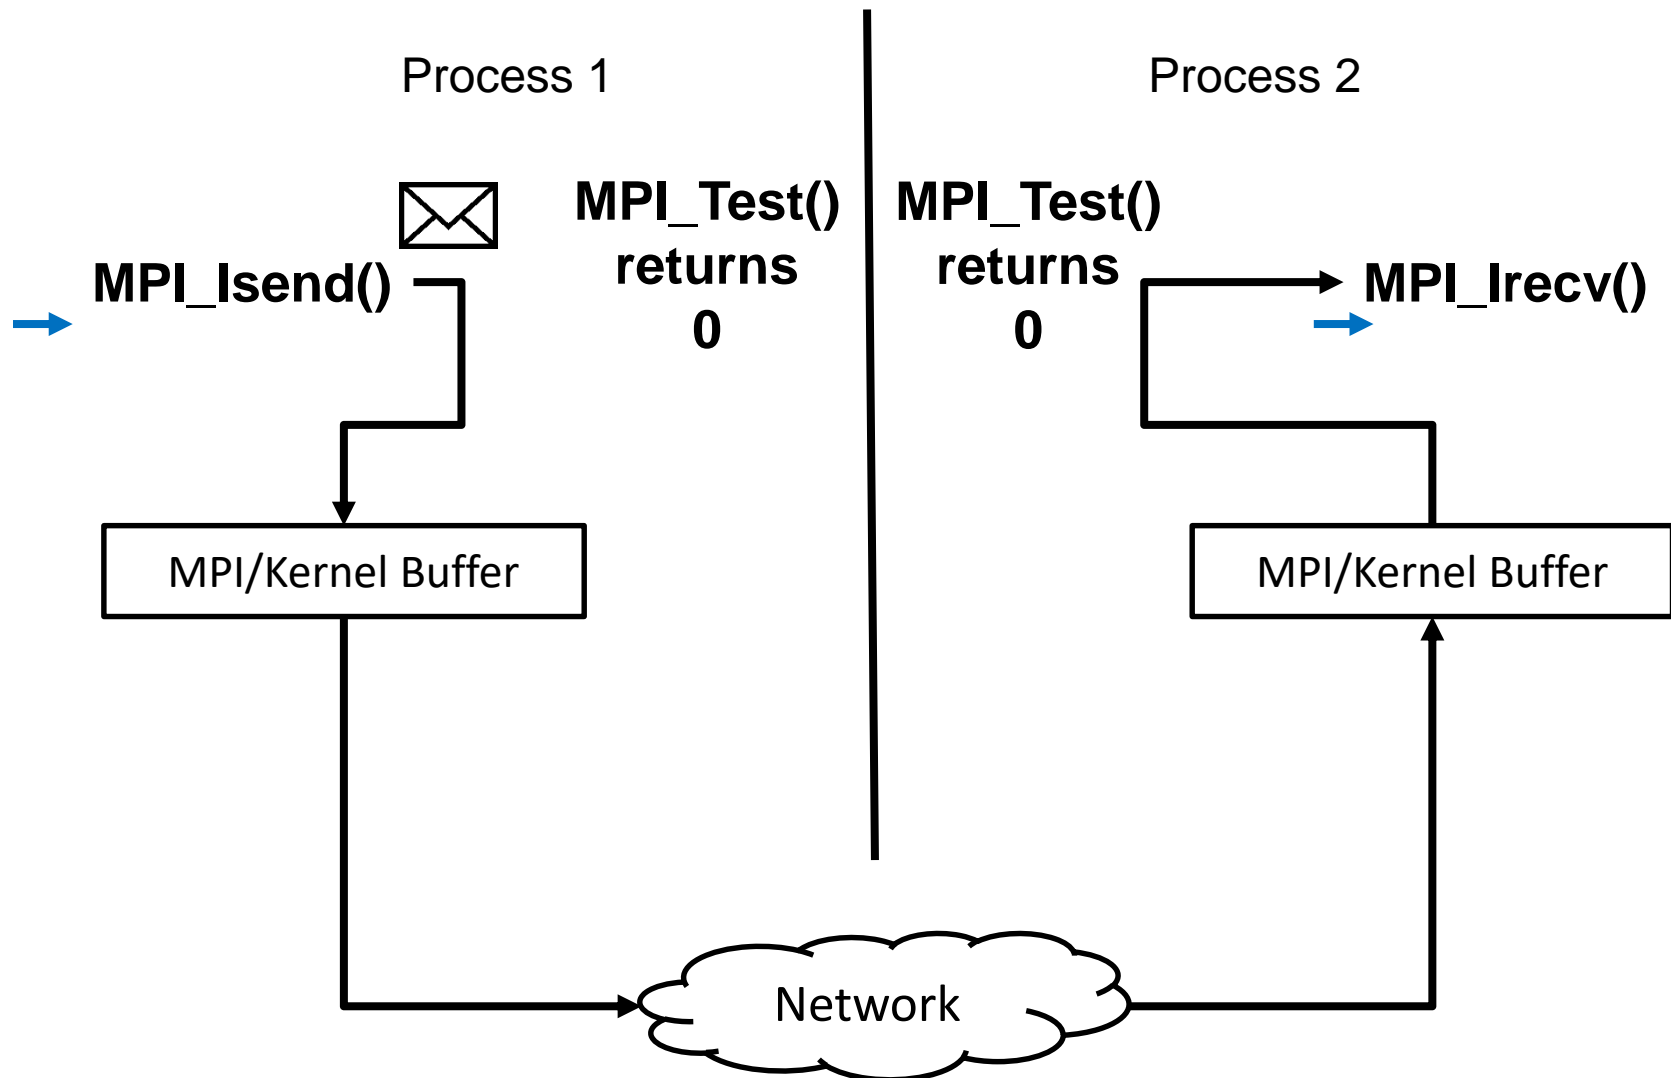 Process 1
Process 2
MPI_Isend()
MPI_Test()
returns
0
MPI_Test()
returns
0
MPI_Irecv()
MPI/Kernel Buffer
MPI/Kernel Buffer
Network